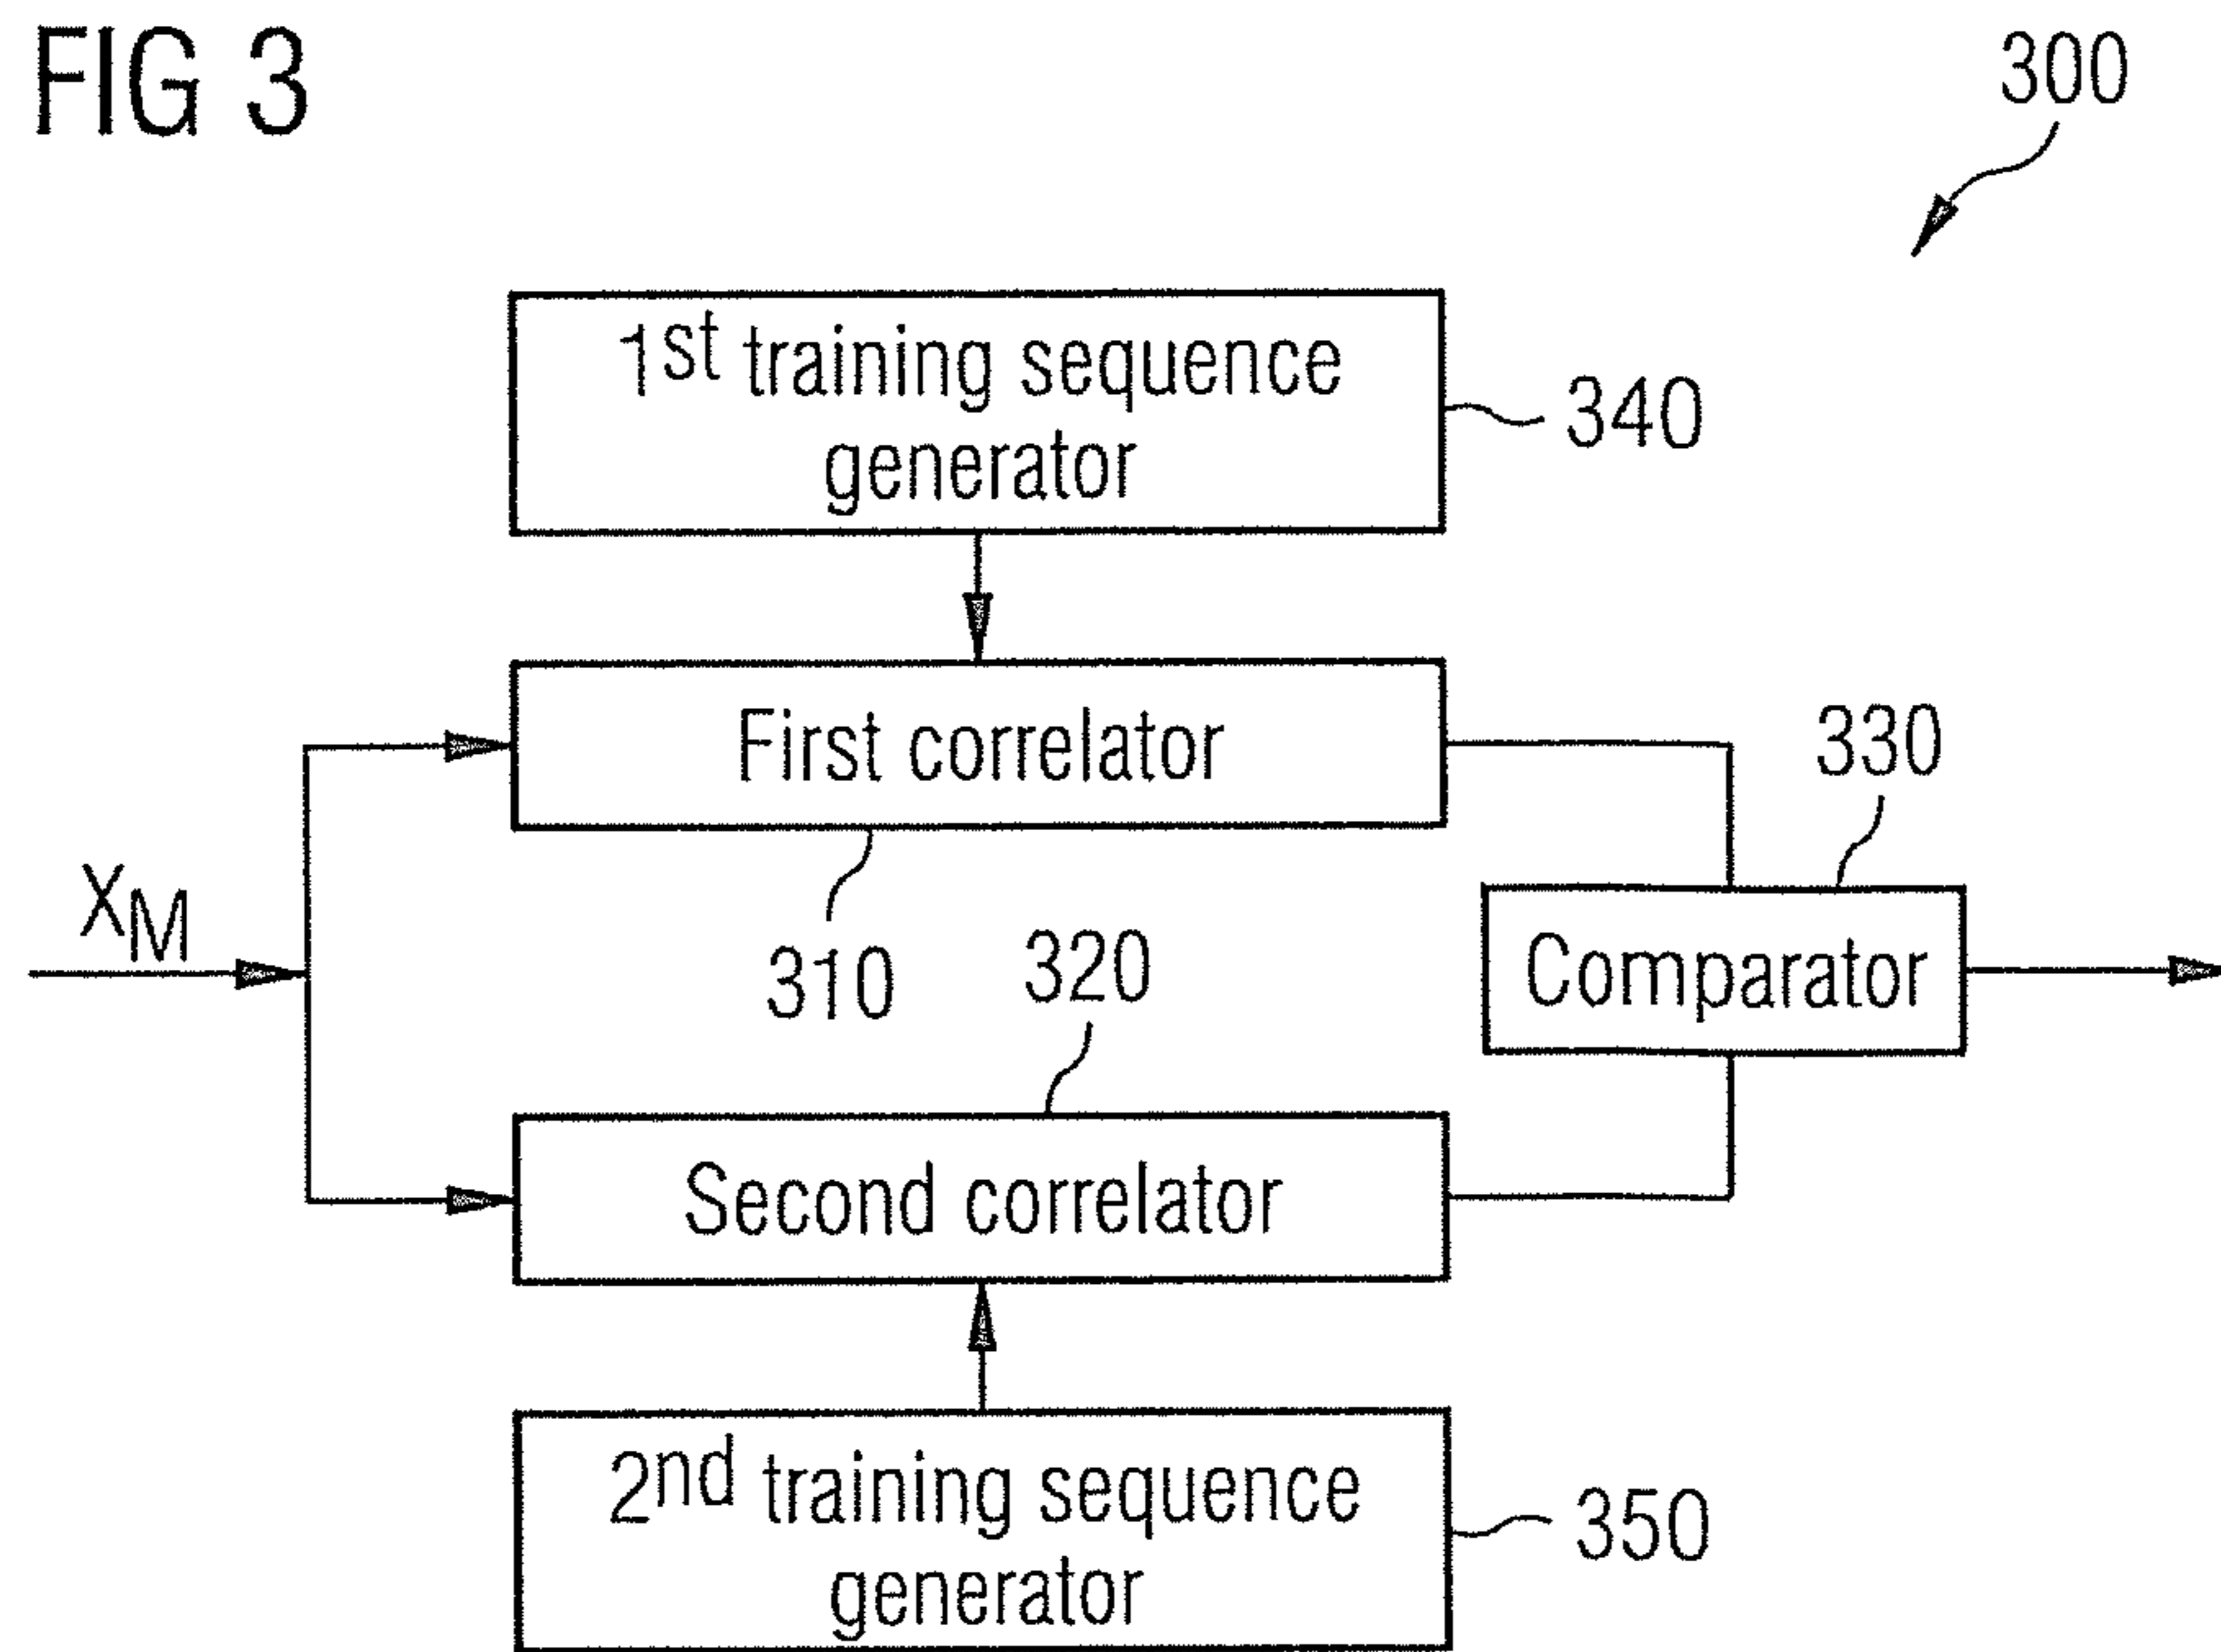 FIG 3
300
1st training sequence
generator
340
First correlator
330
XM
310
320
Comparator
Second correlator
2nd training sequence
generator
350